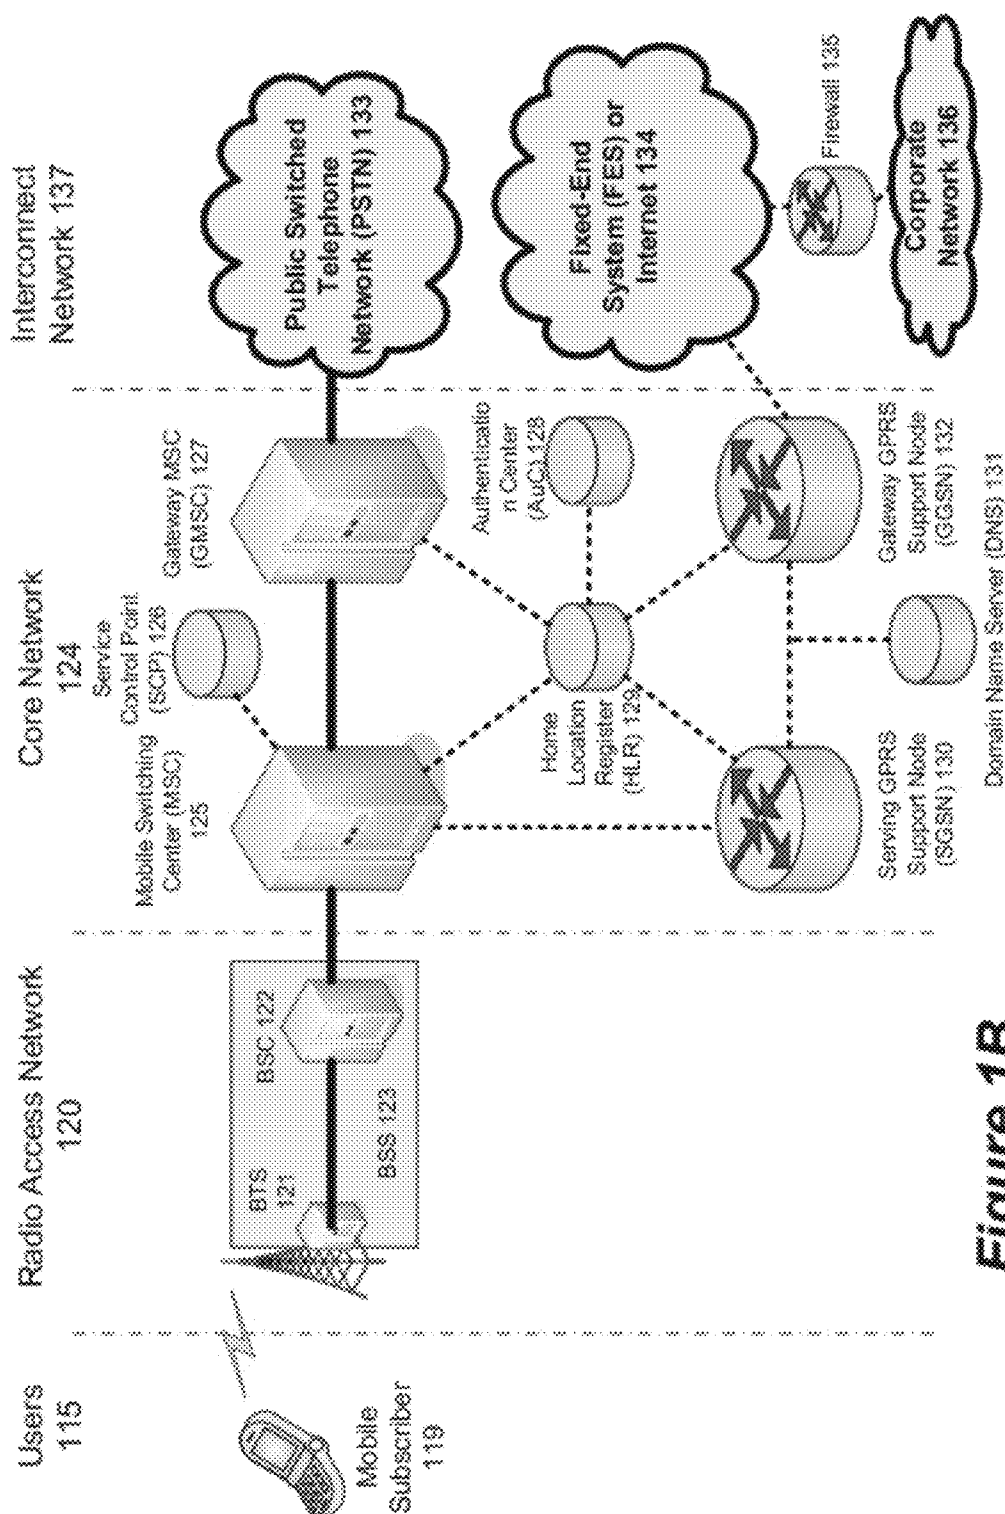 Users
115
Radio Access Network
120
Core Network
124
Interconnect
Network 137
Mobile
Subscriber
119
BTS
121
BSC 122
BSS 123
Mobile Switching
Center (MSC)
125
Service
Control Point
(SCP) 126
Gateway MSC
(GMSC) 127
Public Switched
Telephone
Network (PSTN) 133
Home
Location
Register
(HLR) 129
Authenticatio
n Center
(AuC) 128
Fixed-End
System (FES) or
Internet 134
Serving GPRS
Support Node
(SGSN) 130
Gateway GPRS
Support Node
(GGSN) 132
Domain Name Server (DNS) 131
Firewall 135
Corporate
Network 136
Figure 1B